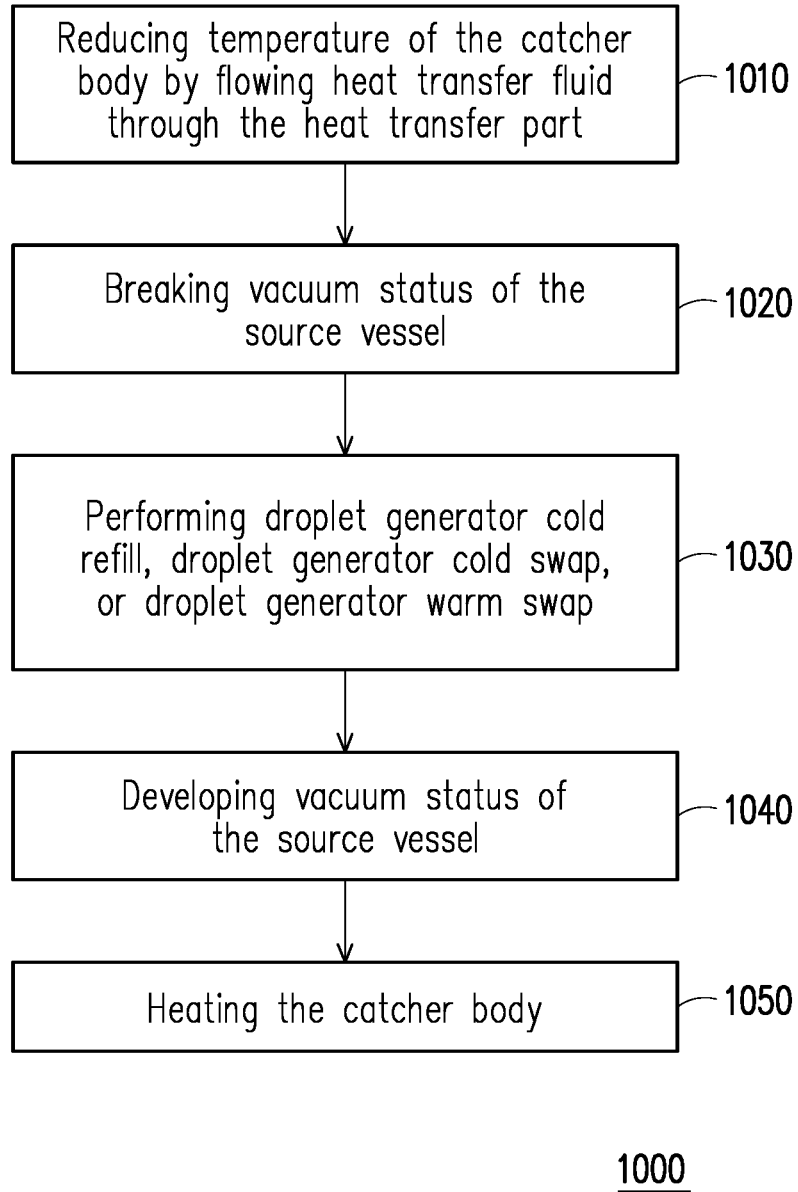 Reducing temperature of the catcher
body by flowing heat transfer fluid
through the heat transfer part
1010
Breaking vacuum status of the
source vessel
1020
Performing droplet generator cold
refill, droplet generator cold swap,
or droplet generator warm swap
1030
Developing vacuum status of
the source vessel
1040
Heating the catcher body
1050
1000